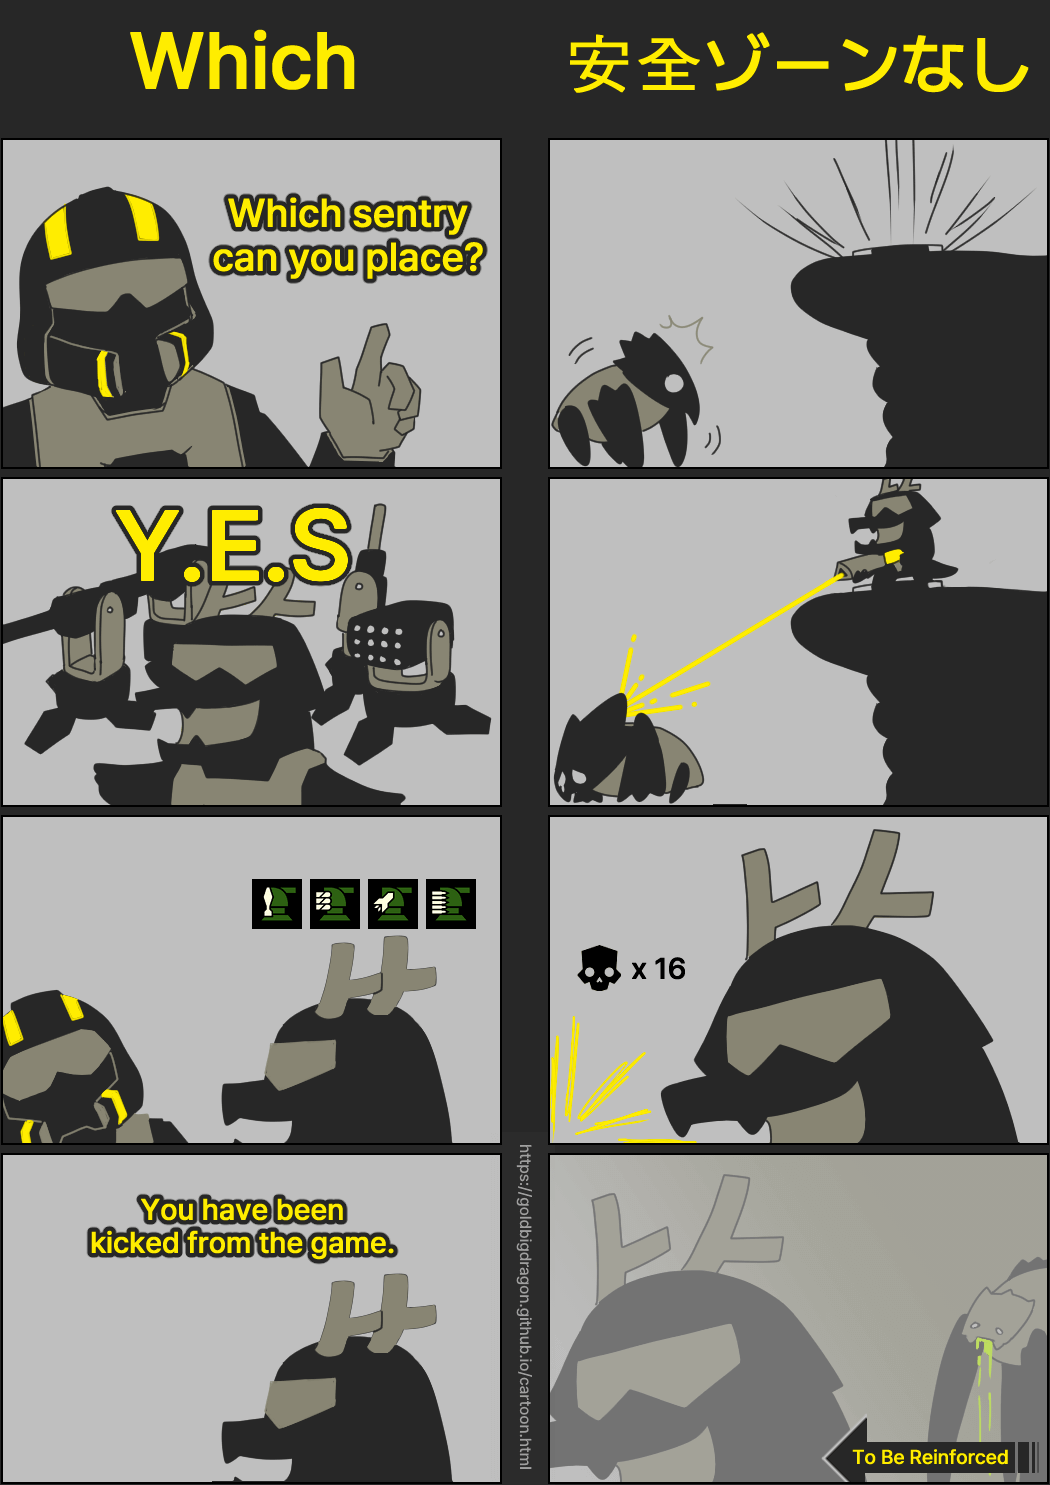 Which
Which sentry
can you place?
Y.E.S
You have been
kicked from the game.
https://goldbigdragon.github.io/cartoon.html
安全ゾーンなし
x 16
To Be Reinforced